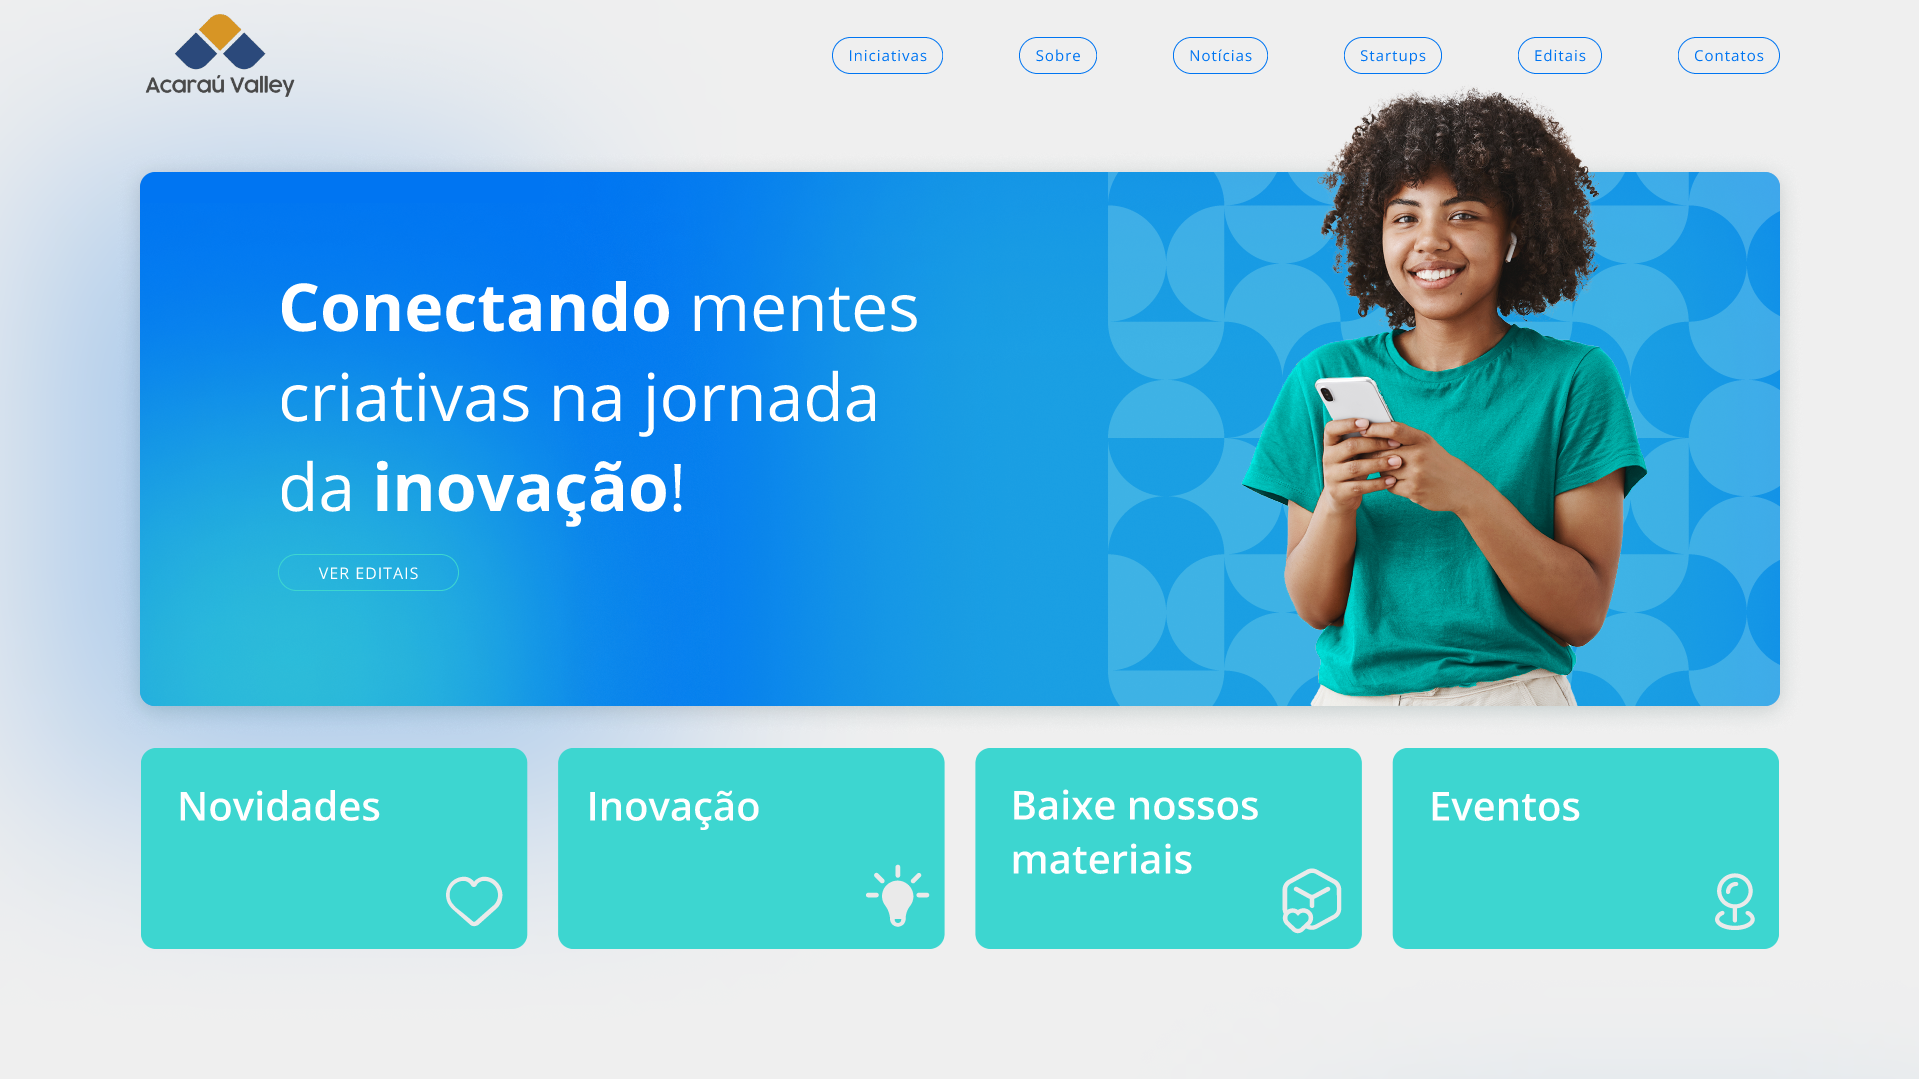 Acaraú Valley
Iniciativas
Sobre
Notícias
Startups
Editais
Contatos
Conectando mentes
criativas na jornada
da inovação!
VER EDITAIS
Novidades
Inovação
Baixe nossos
materiais
Eventos